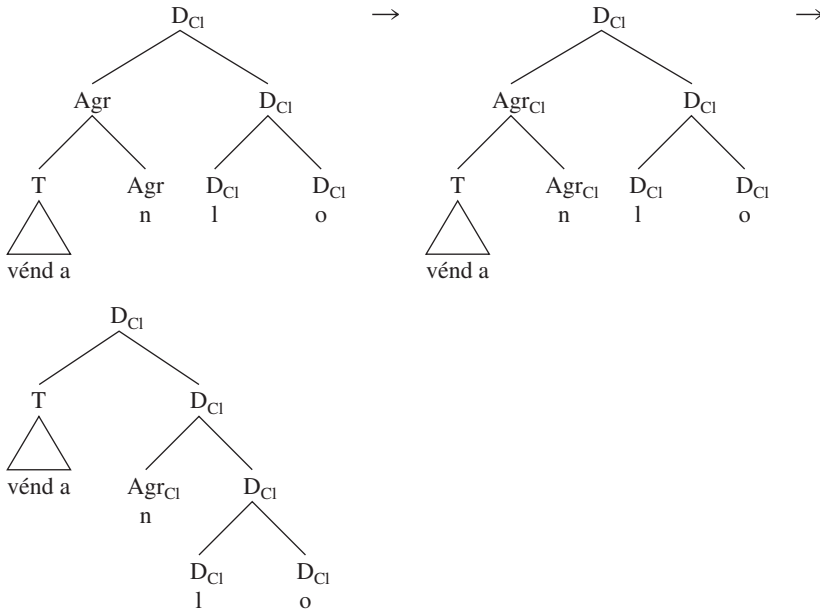 D_Cl → D_Cl →
Agr D_Cl Agr_Cl D_Cl
T Agr D_Cl D_Cl T Agr_Cl D_Cl D_Cl
n l o n l o
vénd a vénd a
D_Cl
T D_Cl
vénd a Agr_Cl D_Cl
n
D_Cl D_Cl
l o